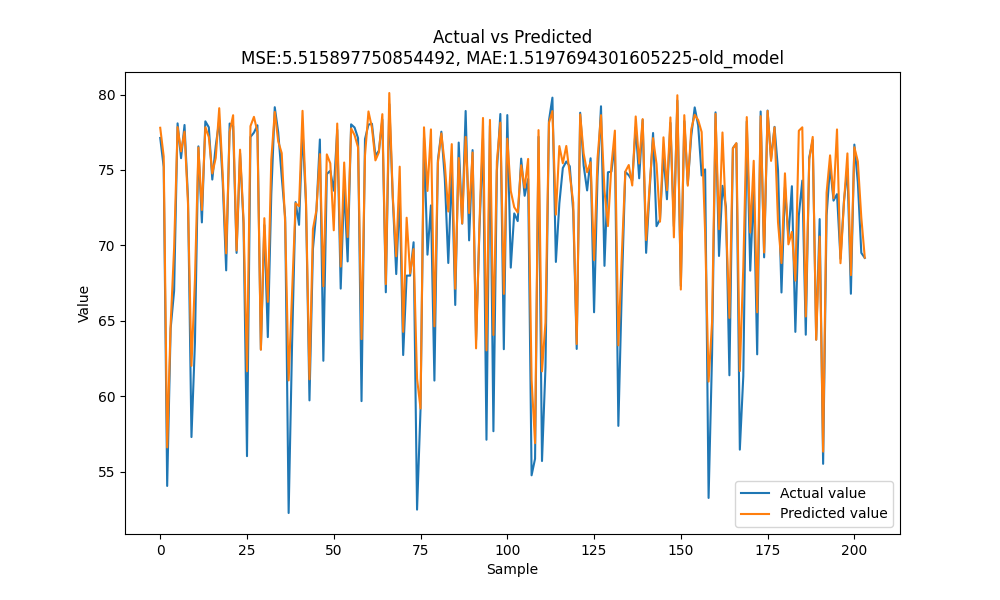 Actual vs Predicted
MSE:5.515897750854492, MAE:1.5197694301605225-old_model
Value
80
75
70
65
60
55
0 25 50 75 100 125 150 175 200
Sample
Actual value
Predicted value